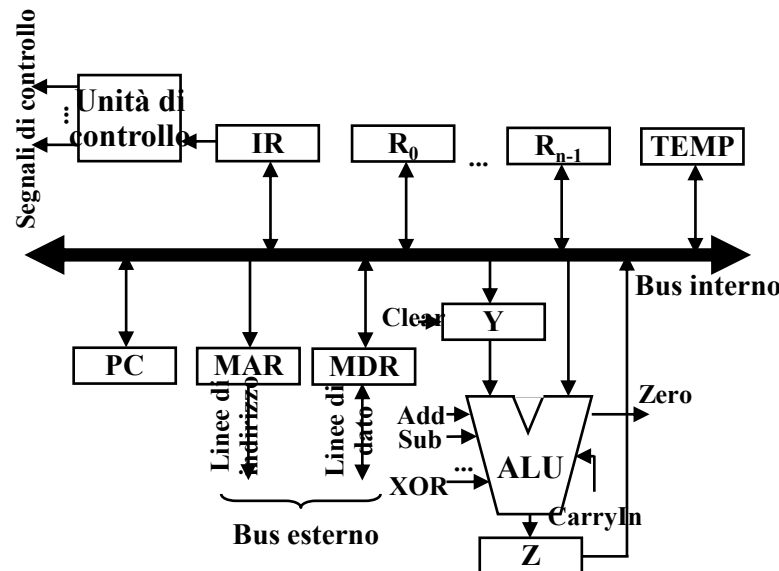 Segnali di controllo
...
Unità di
controllo
IR
R0
...
Rn-1
TEMP
Bus interno
Clear
Y
PC
MAR
MDR
Linee di
indirizzo
Linee di
dato
Add
Sub
...
XOR
ALU
Zero
CarryIn
Bus esterno
Z